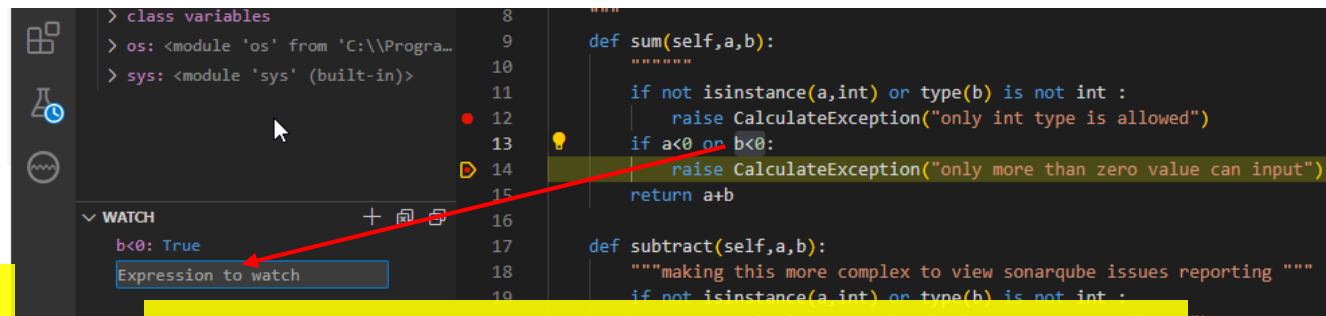 > class variables
> os: <module 'os' from 'C:\\Progra...
> sys: <module 'sys' (built-in)>
WATCH
b<0: True
Expression to watch
8 """
9 def sum(self,a,b):
10 """"""
11 if not isinstance(a,int) or type(b) is not int :
12 raise CalculateException("only int type is allowed")
13 if a<0 or b<0:
14 raise CalculateException("only more than zero value can input")
15 return a+b
16
17 def subtract(self,a,b):
18 """making this more complex to view sonarqube issues reporting """
19 if not isinstance(a,int) or type(b) is not int :